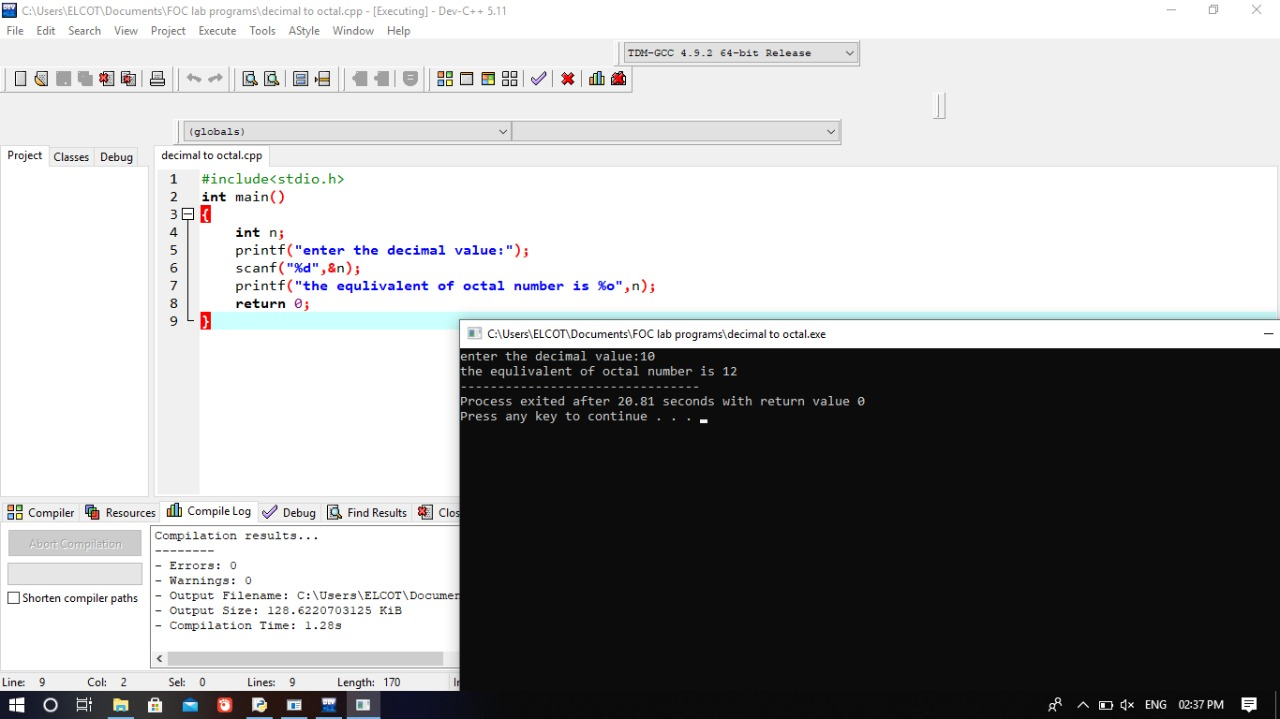 C:\Users\ELCOT\Documents\FOC lab programs\decimal to octal.cpp - [Executing] - Dev-C++ 5.11
File Edit Search View Project Execute Tools AStyle Window Help
TDM-GCC 4.9.2 64-bit Release
(globals)
Project Classes Debug
decimal to octal.cpp
1 #include<stdio.h>
2 int main()
3 {
4 int n;
5 printf("enter the decimal value:");
6 scanf("%d",&n);
7 printf("the equlivalent of octal number is %o",n);
8 return 0;
9 }
C:\Users\ELCOT\Documents\FOC lab programs\decimal to octal.exe
enter the decimal value:10
the equlivalent of octal number is 12
--------------------------------
Process exited after 20.81 seconds with return value 0
Press any key to continue . . .
Compiler Resources Compile Log Debug Find Results Clos
Abort Compilation
Shorten compiler paths
Compilation results...
--------
- Errors: 0
- Warnings: 0
- Output Filename: C:\Users\ELCOT\Documen
- Output Size: 128.6220703125 KiB
- Compilation Time: 1.28s
Line: 9 Col: 2 Sel: 0 Lines: 9 Length: 170
ENG 02:37 PM